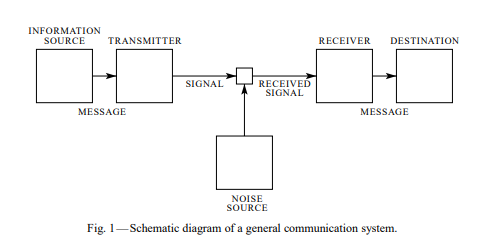 INFORMATION
SOURCE
TRANSMITTER
RECEIVER
DESTINATION
SIGNAL
RECEIVED
SIGNAL
MESSAGE
MESSAGE
NOISE
SOURCE
Fig. 1—Schematic diagram of a general communication system.